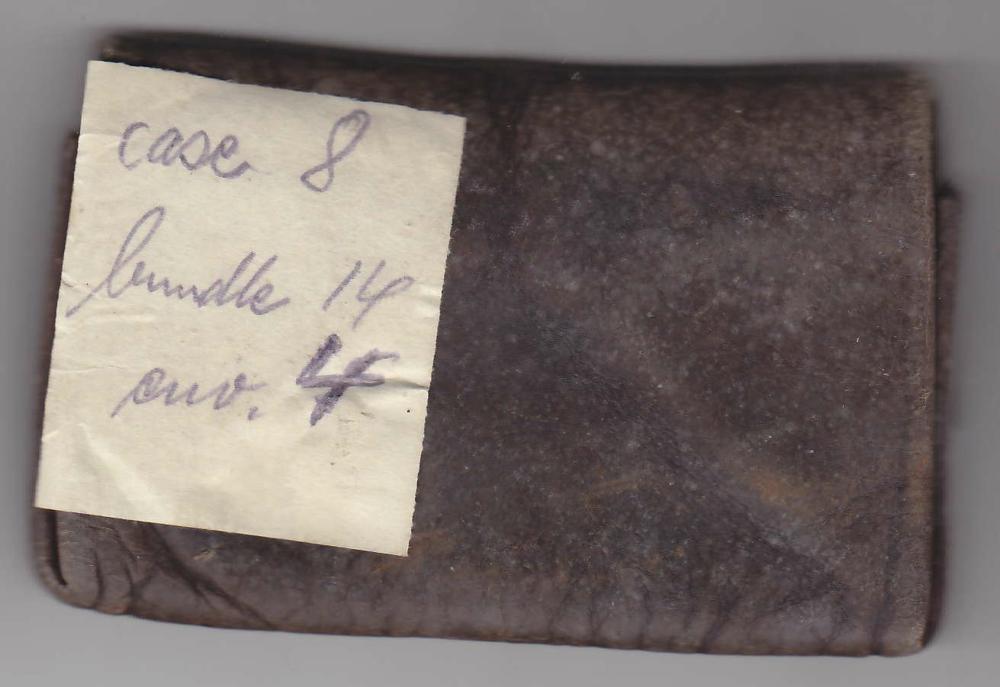 case 8
bundle 14
env. 4